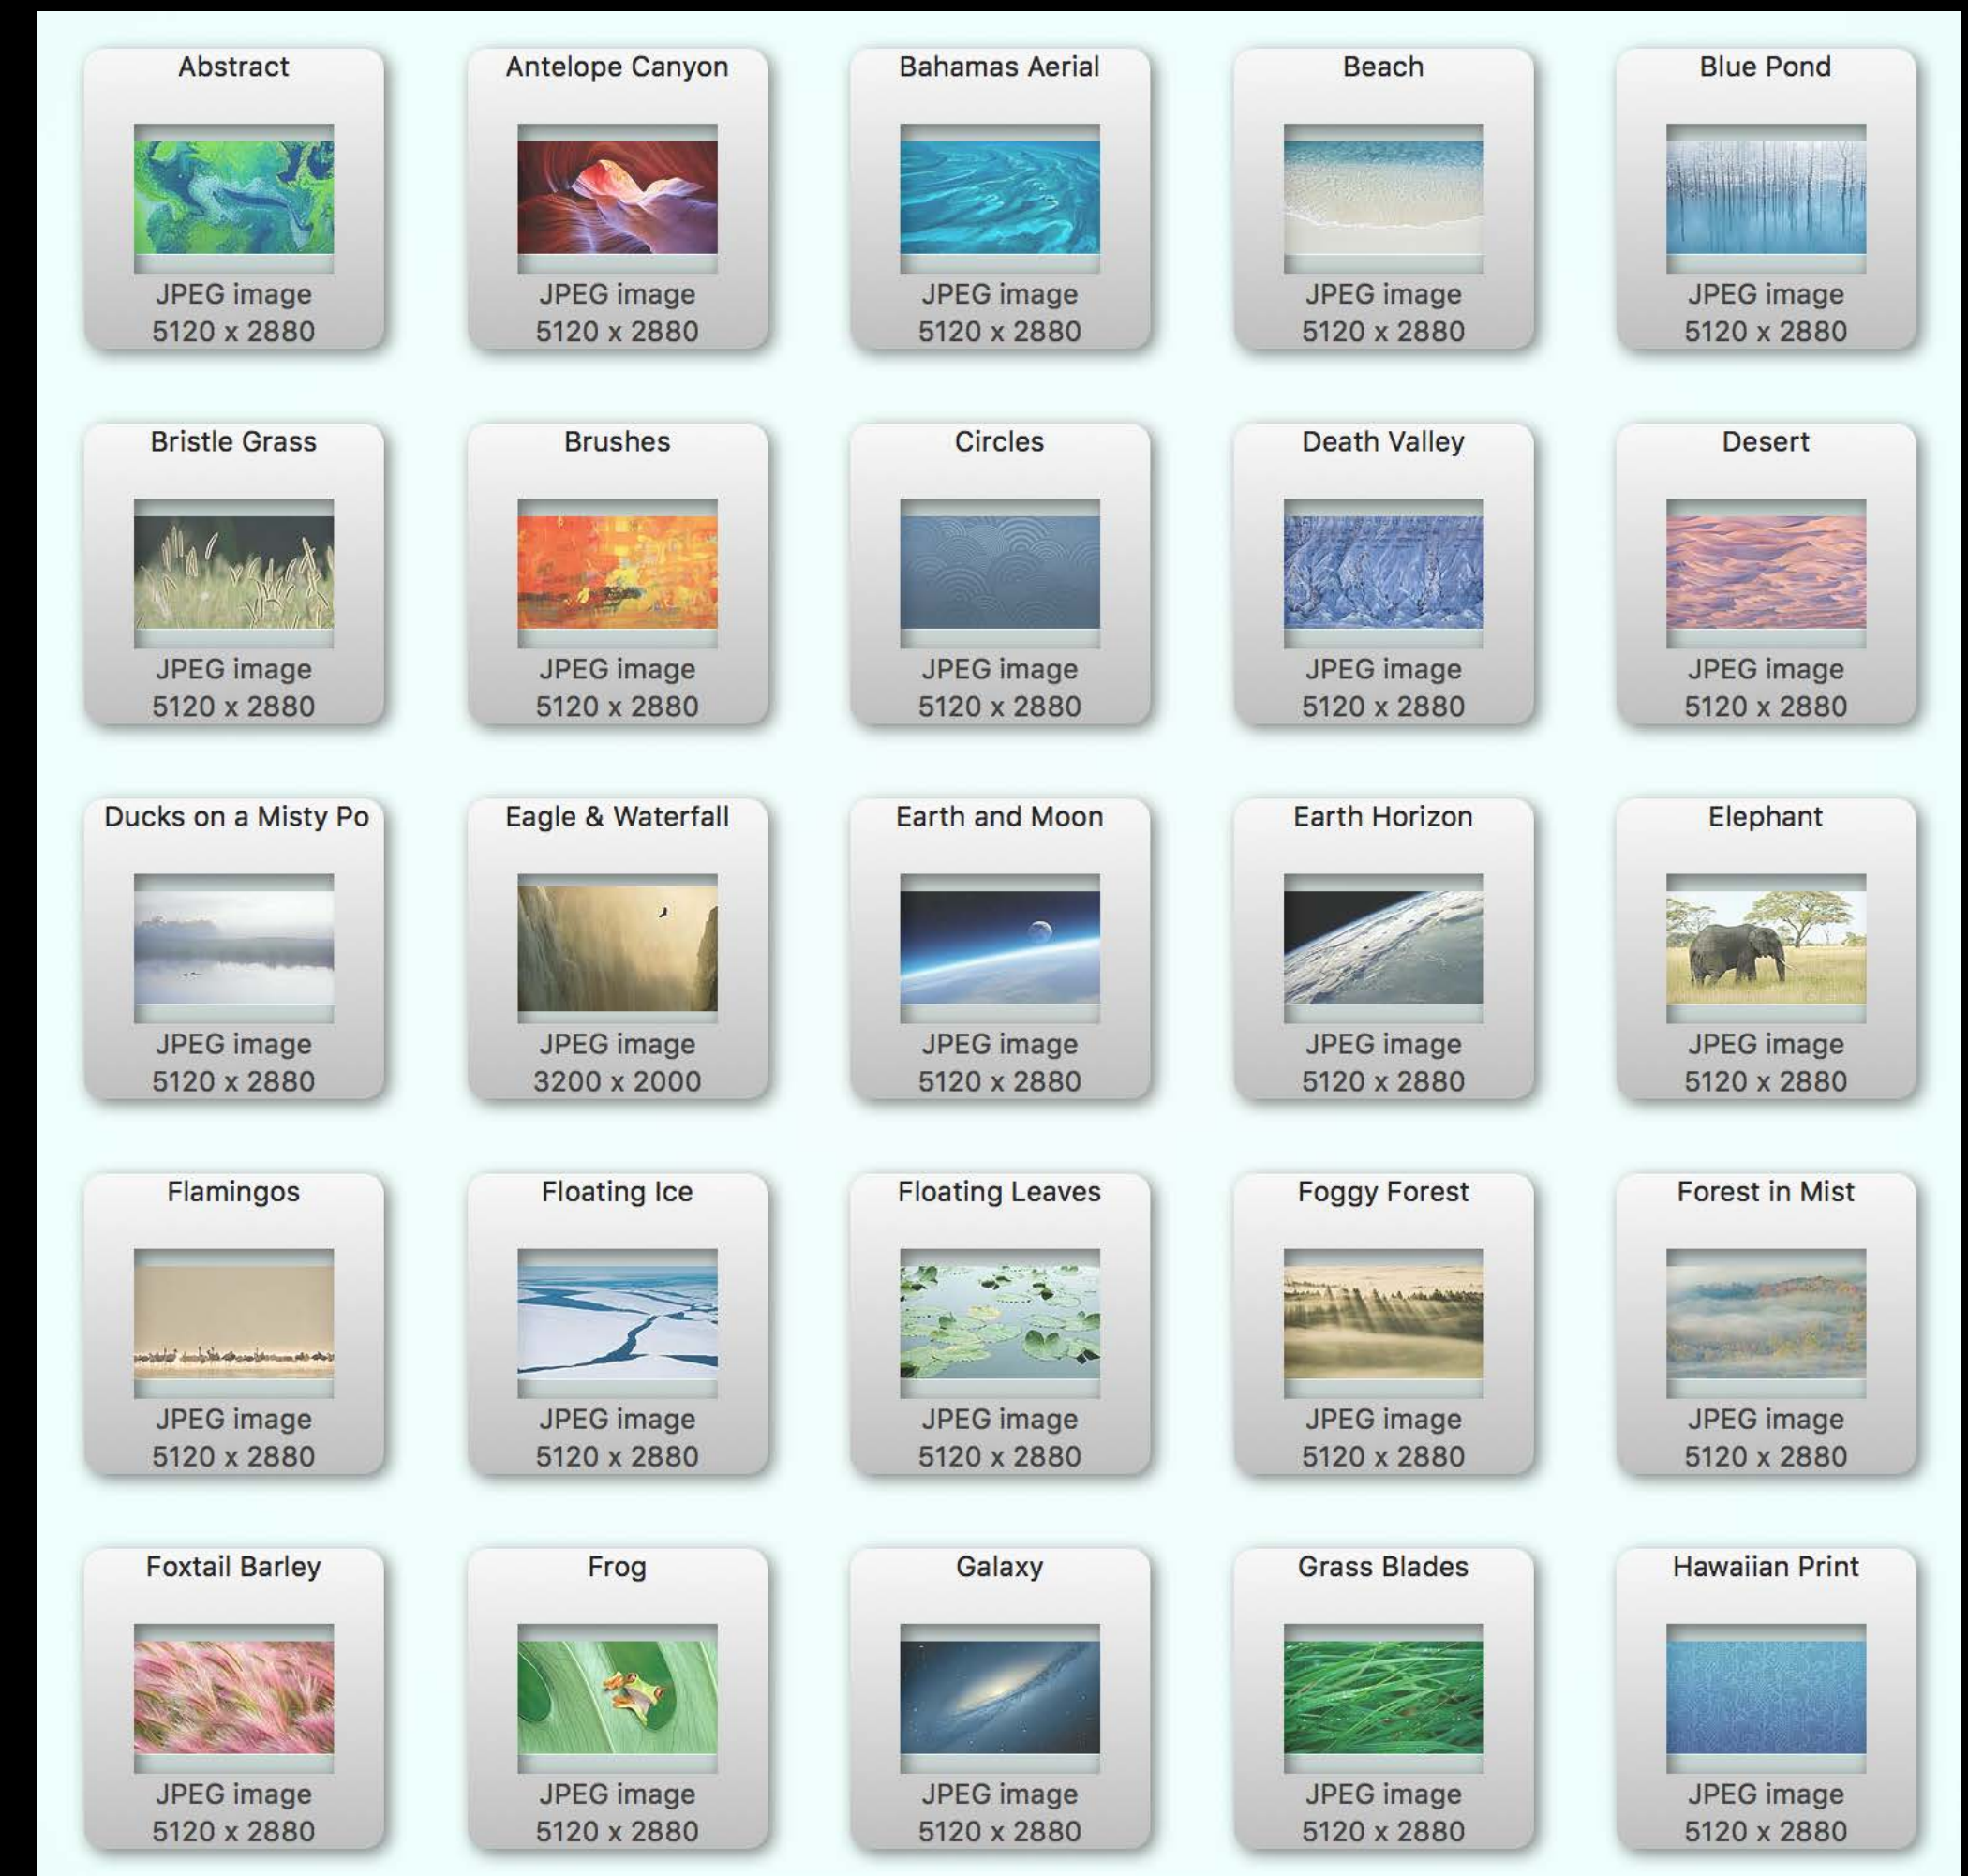 Abstract
JPEG image
5120 x 2880
Antelope Canyon
JPEG image
5120 x 2880
Bahamas Aerial
JPEG image
5120 x 2880
Beach
JPEG image
5120 x 2880
Blue Pond
JPEG image
5120 x 2880
Bristle Grass
JPEG image
5120 x 2880
Brushes
JPEG image
5120 x 2880
Circles
JPEG image
5120 x 2880
Death Valley
JPEG image
5120 x 2880
Desert
JPEG image
5120 x 2880
Ducks on a Misty Po
JPEG image
5120 x 2880
Eagle & Waterfall
JPEG image
3200 x 2000
Earth and Moon
JPEG image
5120 x 2880
Earth Horizon
JPEG image
5120 x 2880
Elephant
JPEG image
5120 x 2880
Flamingos
JPEG image
5120 x 2880
Floating Ice
JPEG image
5120 x 2880
Floating Leaves
JPEG image
5120 x 2880
Foggy Forest
JPEG image
5120 x 2880
Forest in Mist
JPEG image
5120 x 2880
Foxtail Barley
JPEG image
5120 x 2880
Frog
JPEG image
5120 x 2880
Galaxy
JPEG image
5120 x 2880
Grass Blades
JPEG image
5120 x 2880
Hawaiian Print
JPEG image
5120 x 2880